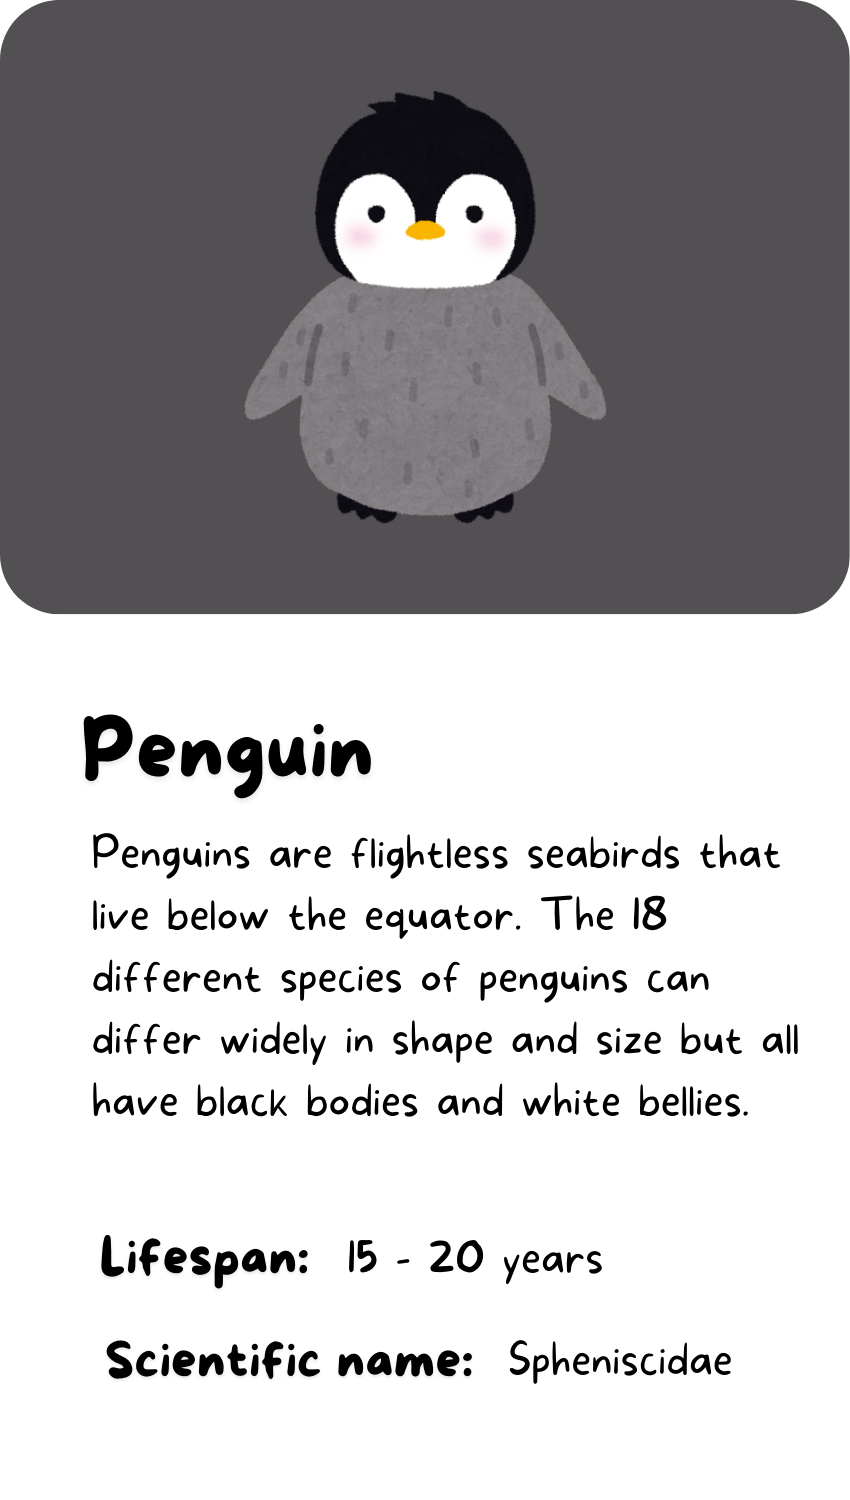 Penguin
Penguins are flightless seabirds that
live below the equator. The 18
different species of penguins can
differ widely in shape and size but all
have black bodies and white bellies.
Lifespan: 15 - 20 years
Scientific name: Spheniscidae